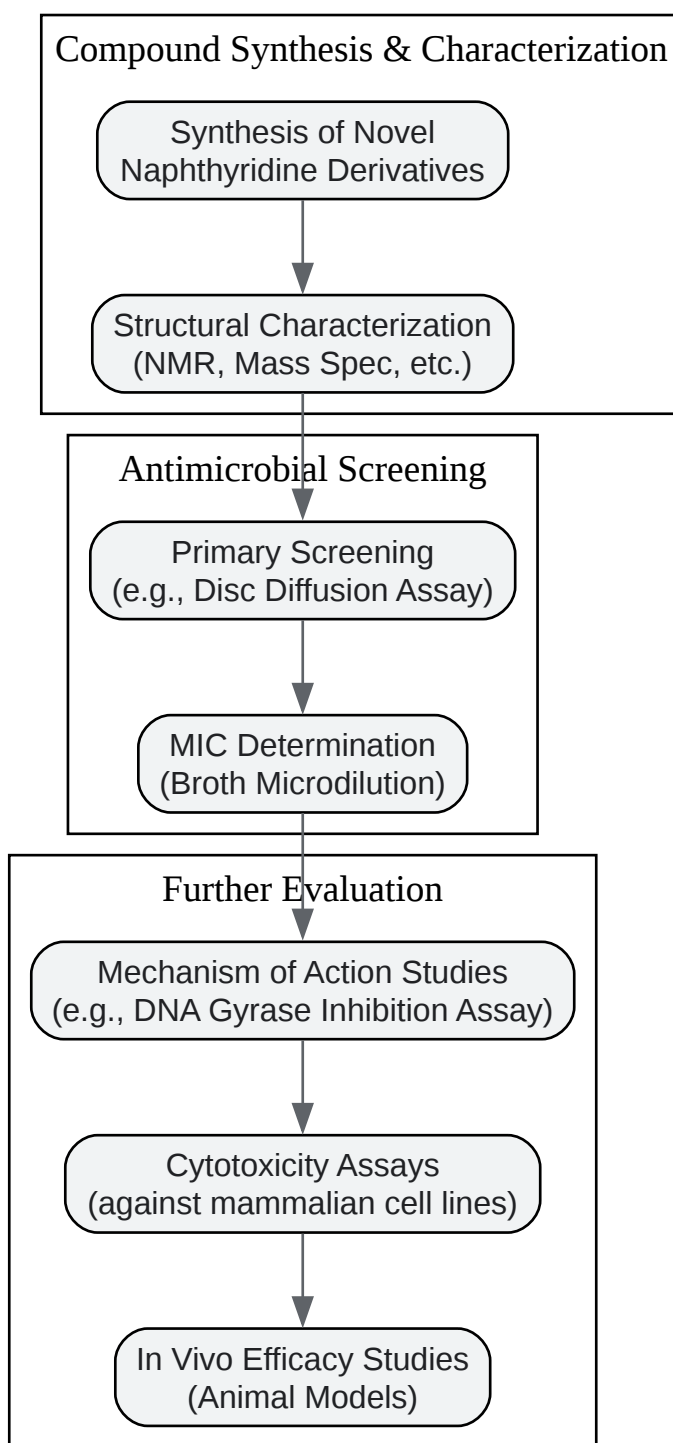 Compound Synthesis & Characterization
Synthesis of Novel
Naphthyridine Derivatives
Structural Characterization
(NMR, Mass Spec, etc.)
Antimicrobial Screening
Primary Screening
(e.g., Disc Diffusion Assay)
MIC Determination
(Broth Microdilution)
Further Evaluation
Mechanism of Action Studies
(e.g., DNA Gyrase Inhibition Assay)
Cytotoxicity Assays
(against mammalian cell lines)
In Vivo Efficacy Studies
(Animal Models)